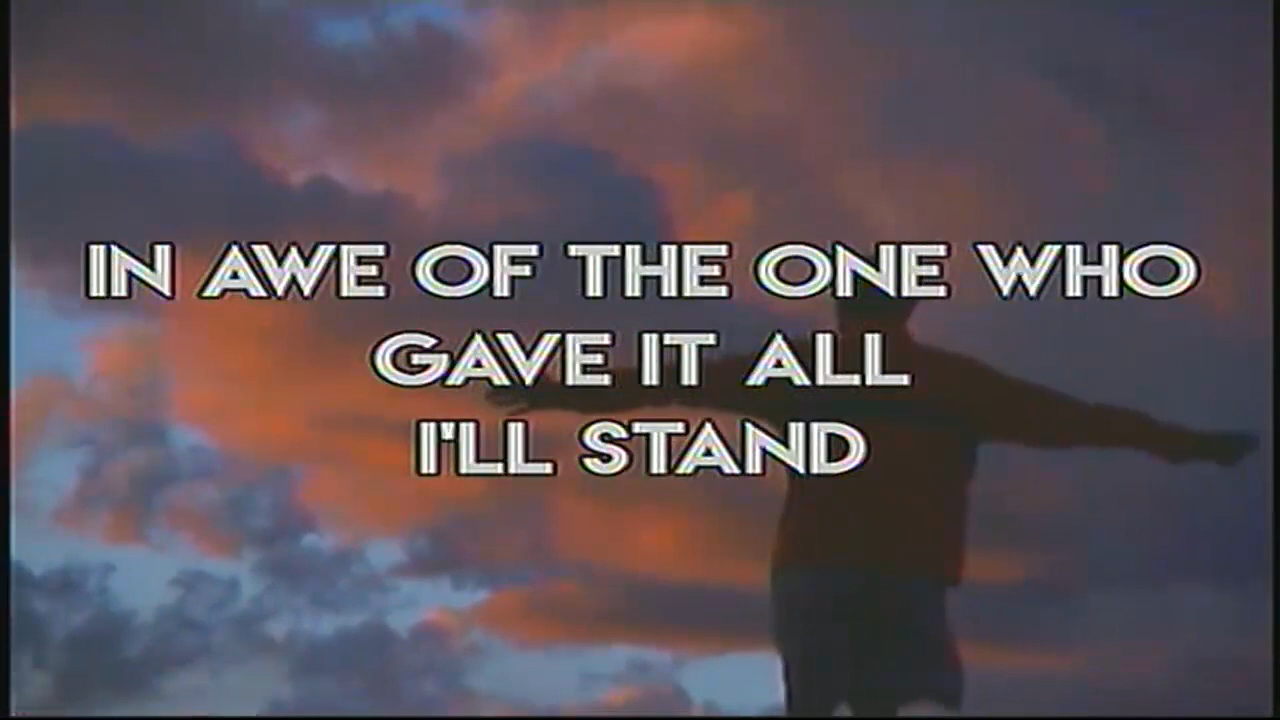 IN AWE OF THE ONE WHO
GAVE IT ALL
I'LL STAND